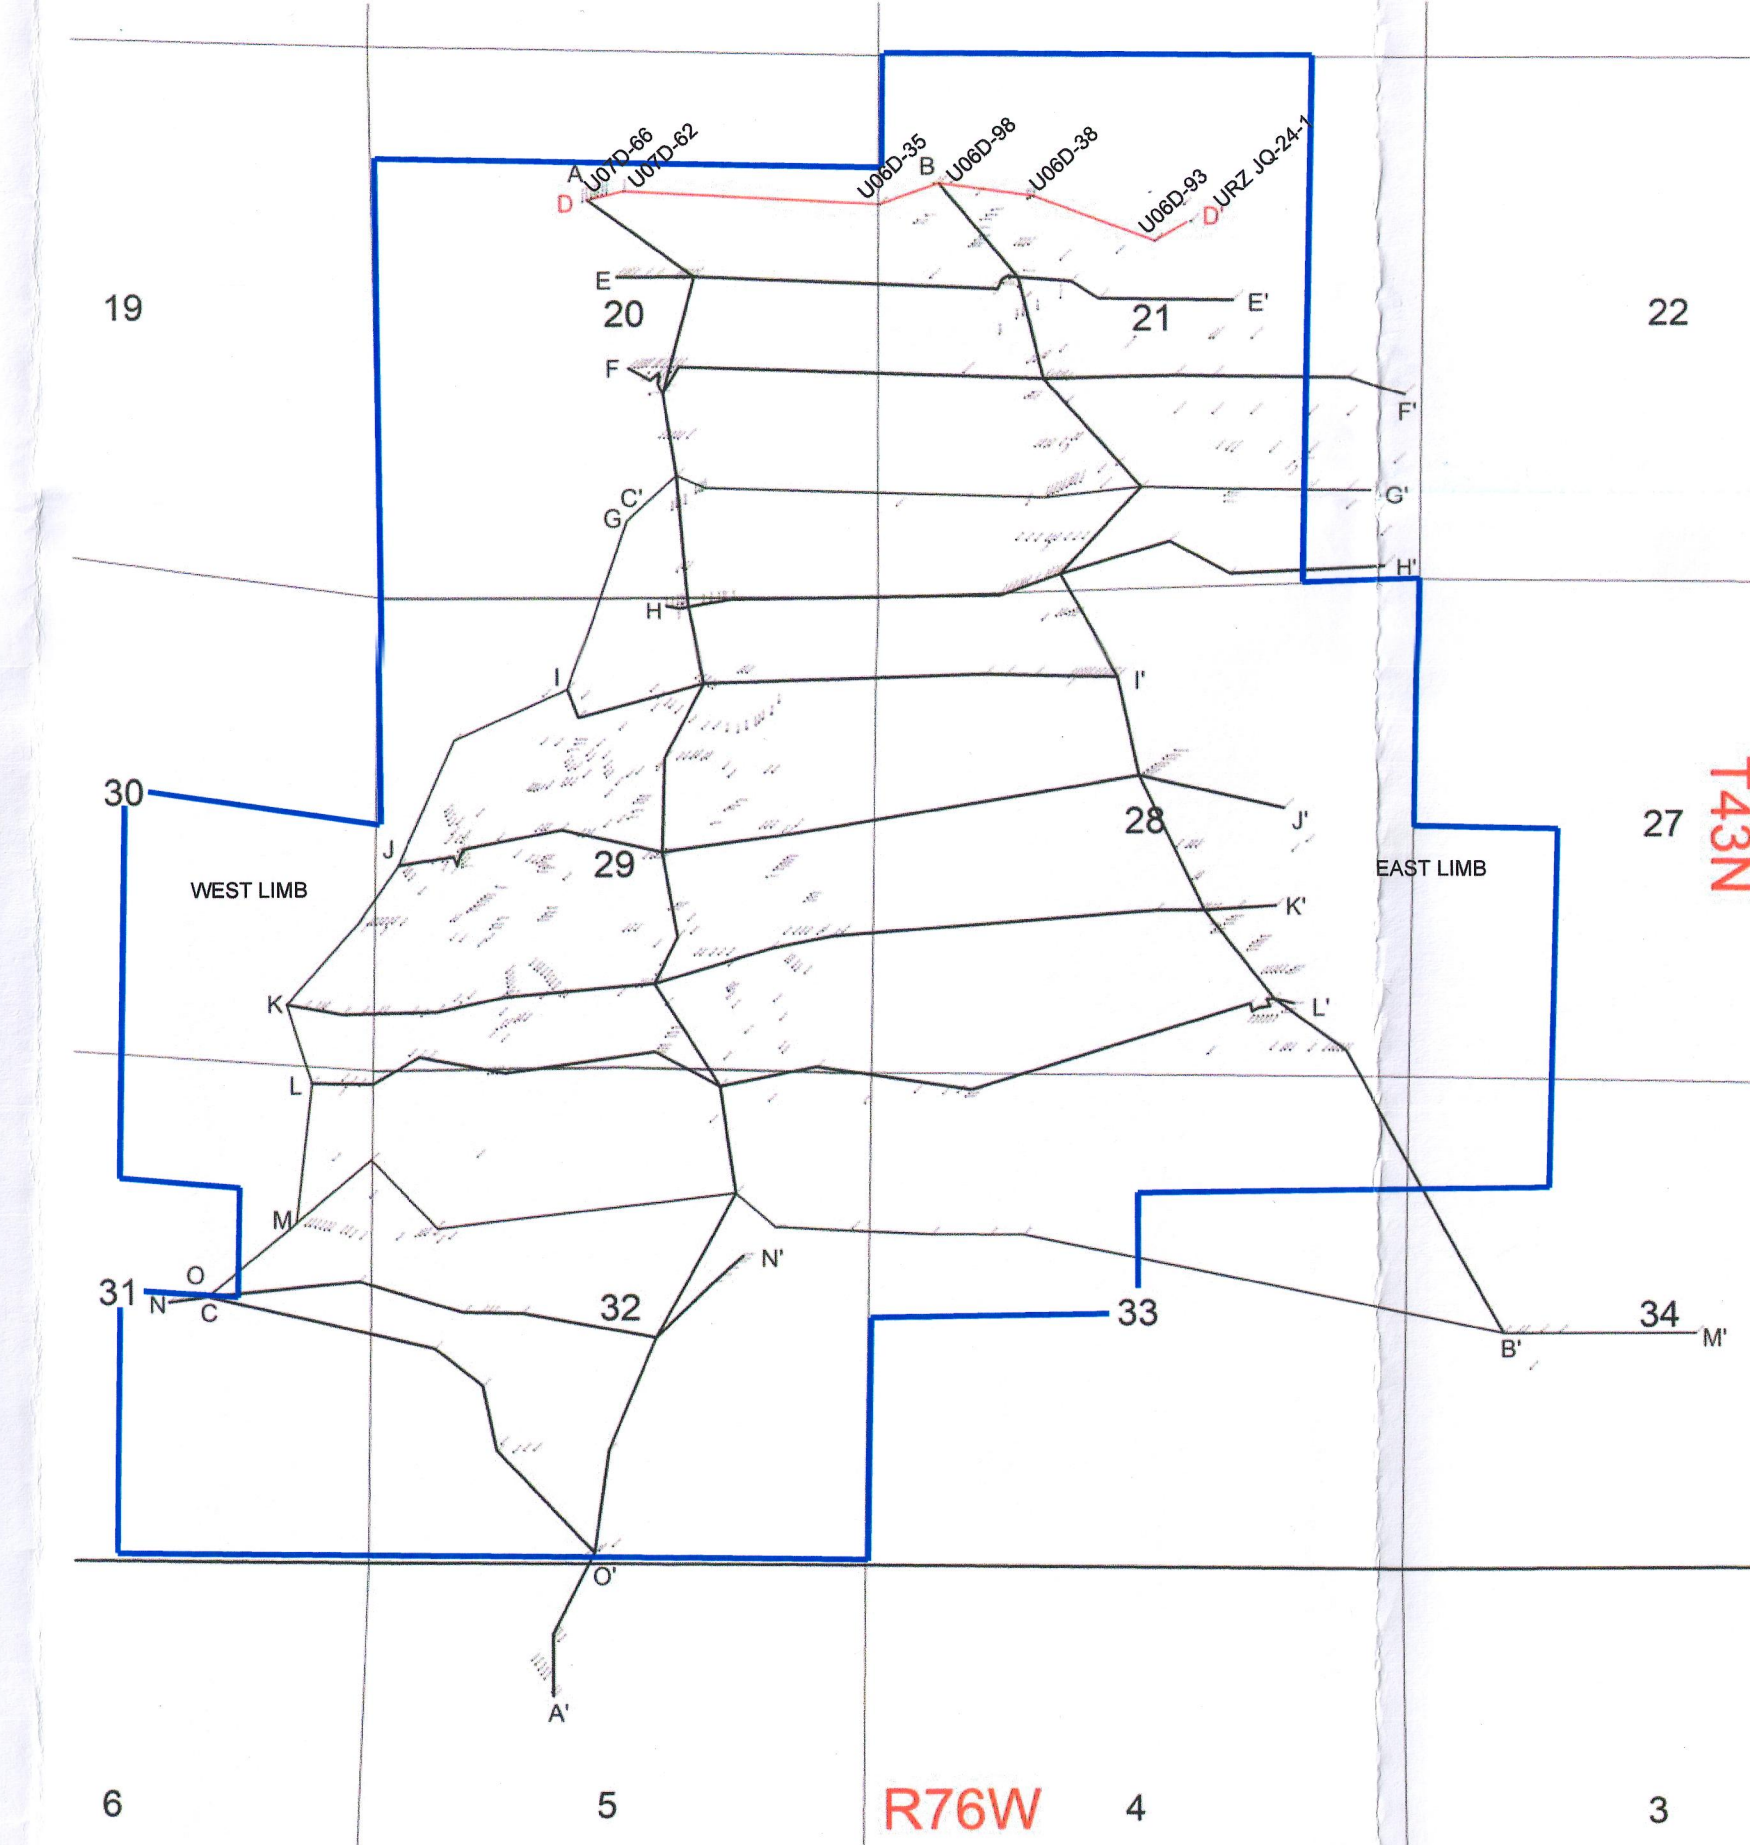 U07D-66
U07D-62
U06D-35
U06D-98
U06D-38
U06D-93
URZ JQ-24-1
A
B
D
D'
E
E'
19
20
21
22
F
F'
C'
G
G'
H
H'
I
I'
30
J
J'
28
27
29
T43N
WEST LIMB
EAST LIMB
K
K'
L
L'
M
O
N
C
31
N'
32
33
34
B'
M'
O'
A'
6
5
R76W
4
3